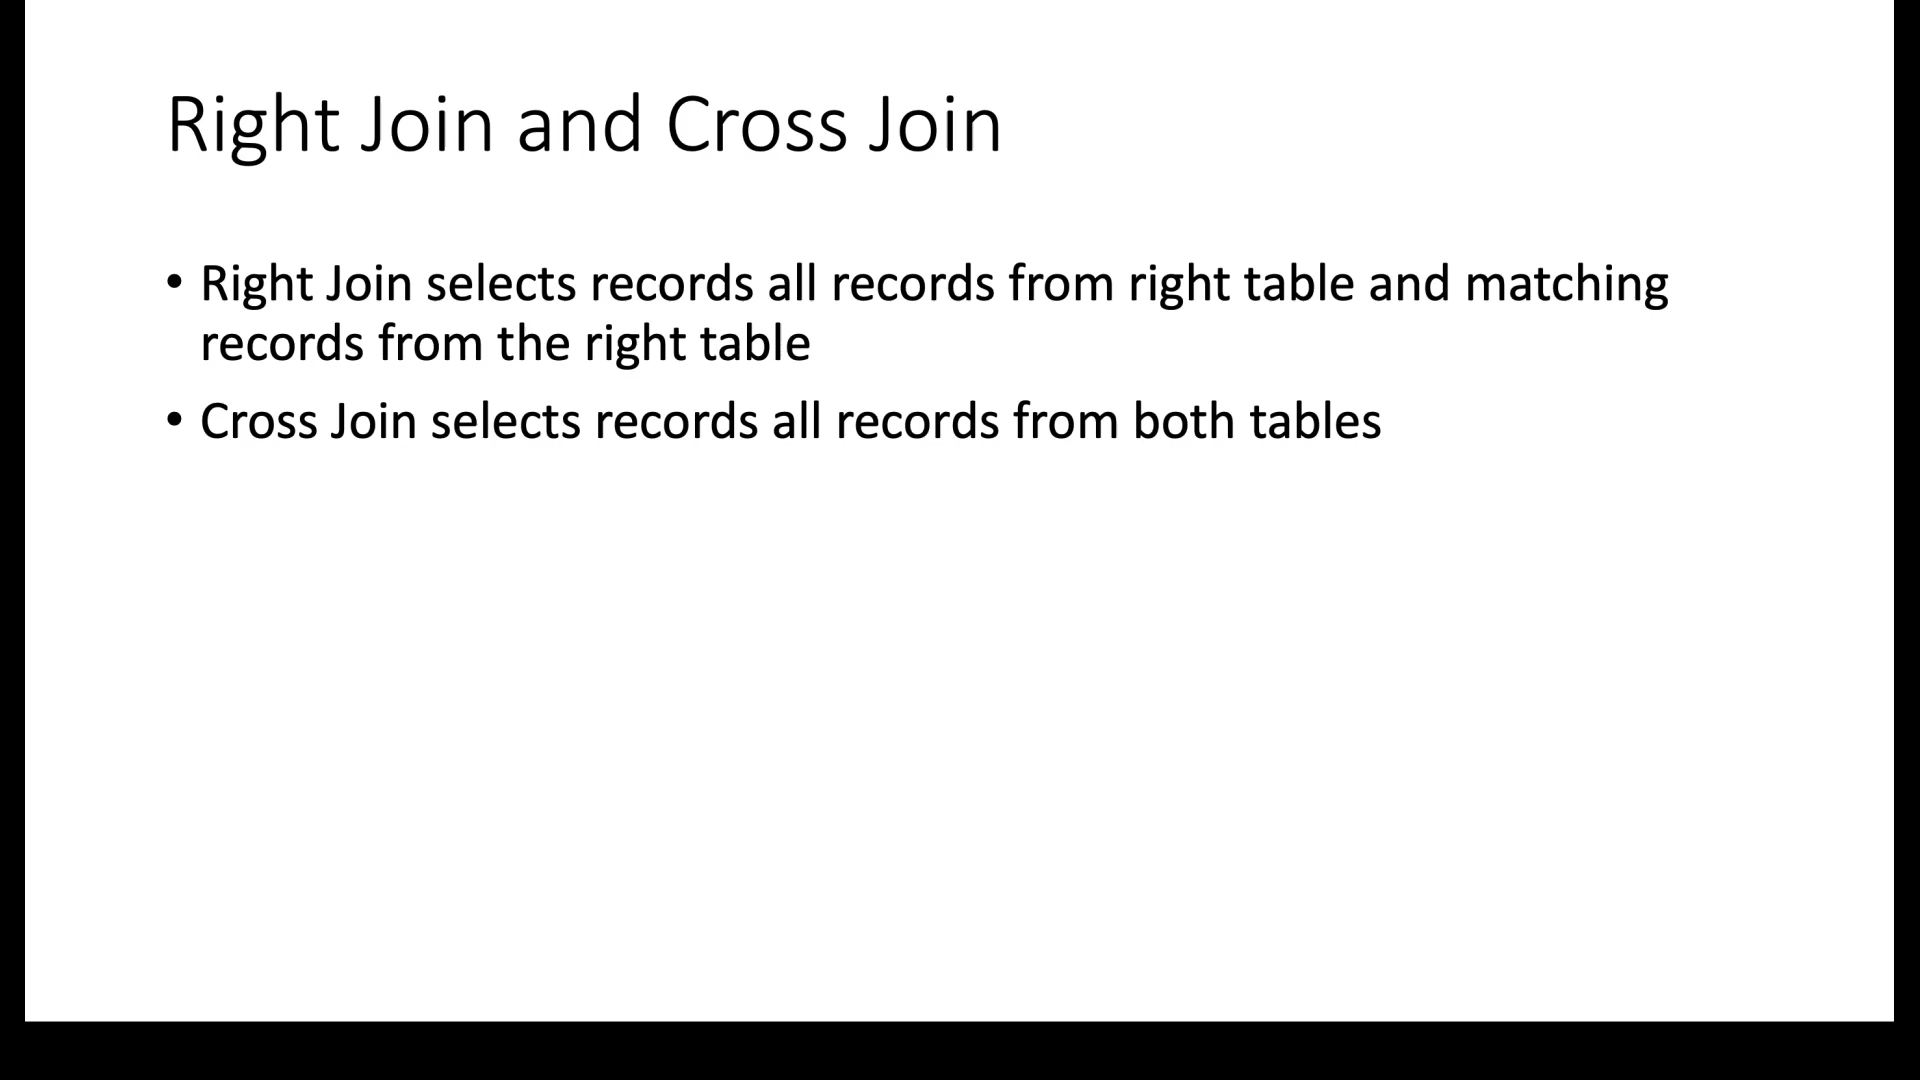 Right Join and Cross Join
• Right Join selects records all records from right table and matching
records from the right table
• Cross Join selects records all records from both tables